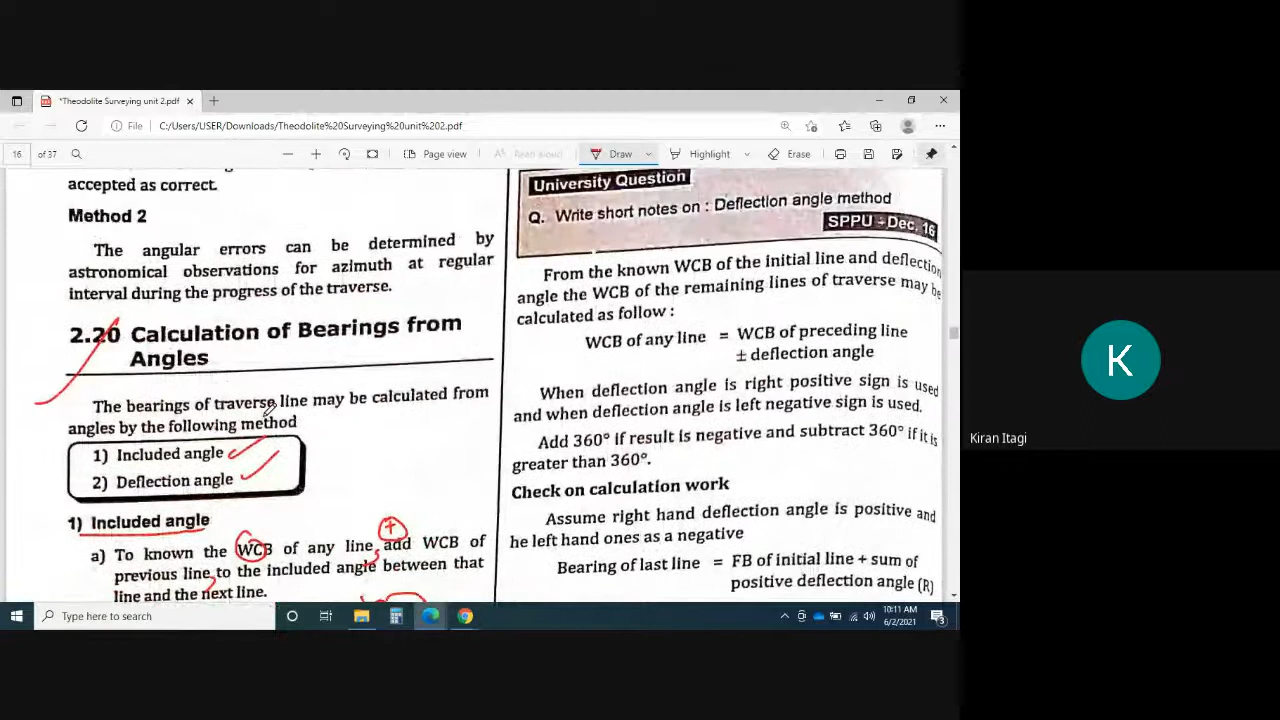 *Theodolite Surveying unit 2.pdf
File
C:/Users/USER/Downloads/Theodolite%20Surveying%20unit%202.pdf
16
of 37
Page view
Read aloud
Draw
Highlight
Erase
accepted as correct.
Method 2
The angular errors can be determined by
astronomical observations for azimuth at regular
interval during the progress of the traverse.
2.20 Calculation of Bearings from
Angles
The bearings of traverse line may be calculated from
angles by the following method
1) Included angle
2) Deflection angle
1) Included angle
+
a) To known the WCB of any line add WCB of
previous line to the included angle between that
line and the next line.
University Question
Q. Write short notes on : Deflection angle method
SPPU - Dec. 16
From the known WCB of the initial line and deflection
angle the WCB of the remaining lines of traverse may be
calculated as follow :
WCB of any line = WCB of preceding line
± deflection angle
When deflection angle is right positive sign is used
and when deflection angle is left negative sign is used.
Add 360° if result is negative and subtract 360° if it is
greater than 360°.
Check on calculation work
Assume right hand deflection angle is positive and
he left hand ones as a negative
Bearing of last line = FB of initial line + sum of
positive deflection angle (R)
Type here to search
10:11 AM
6/2/2021
3
K
Kiran Itagi